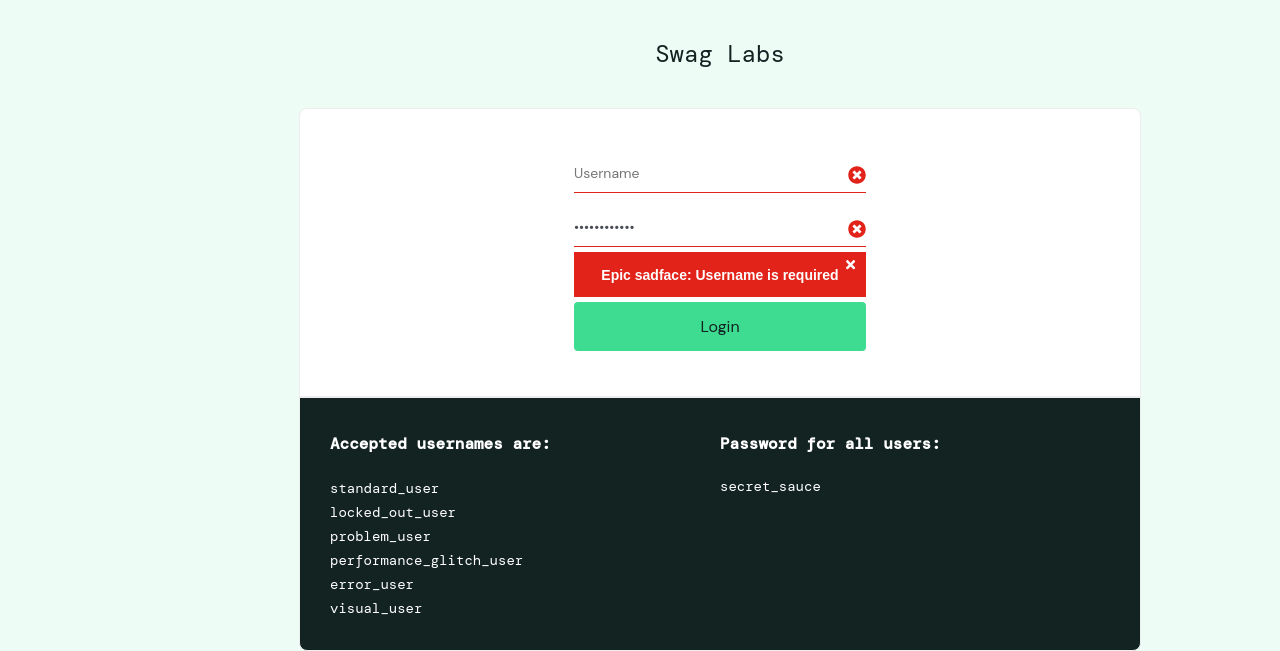 Swag Labs
Username
••••••••••••
Epic sadface: Username is required
Login
Accepted usernames are:
standard_user
locked_out_user
problem_user
performance_glitch_user
error_user
visual_user
Password for all users:
secret_sauce